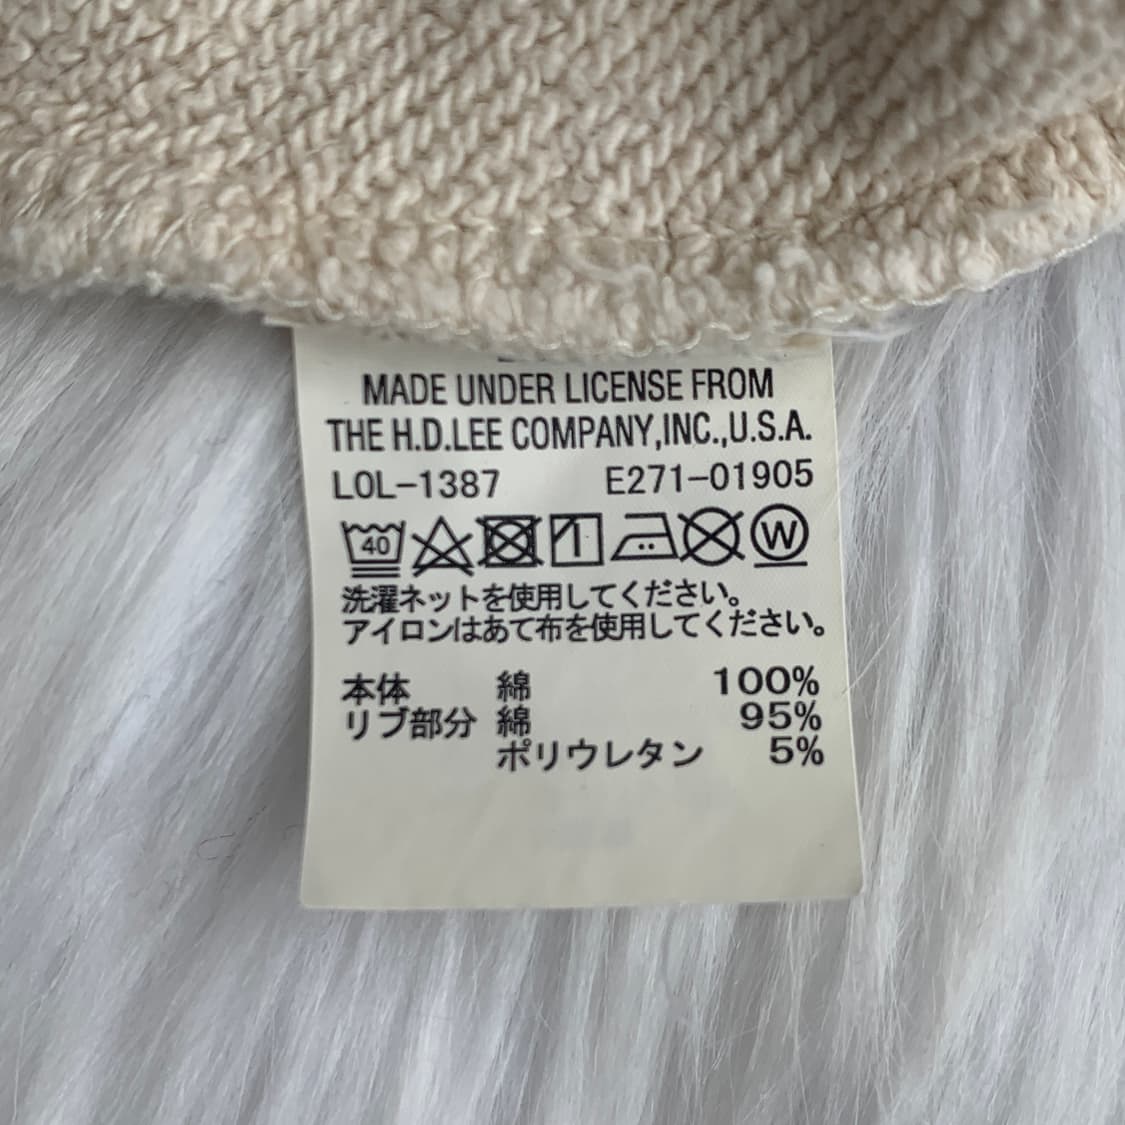 MADE UNDER LICENSE FROM
THE H.D.LEE COMPANY,INC.,U.S.A.
LOL-1387 E271-01905
40 W
洗濯ネットを使用してください。
アイロンはあて布を使用してください。
本体 綿 100%
リブ部分 綿 95%
ポリウレタン 5%